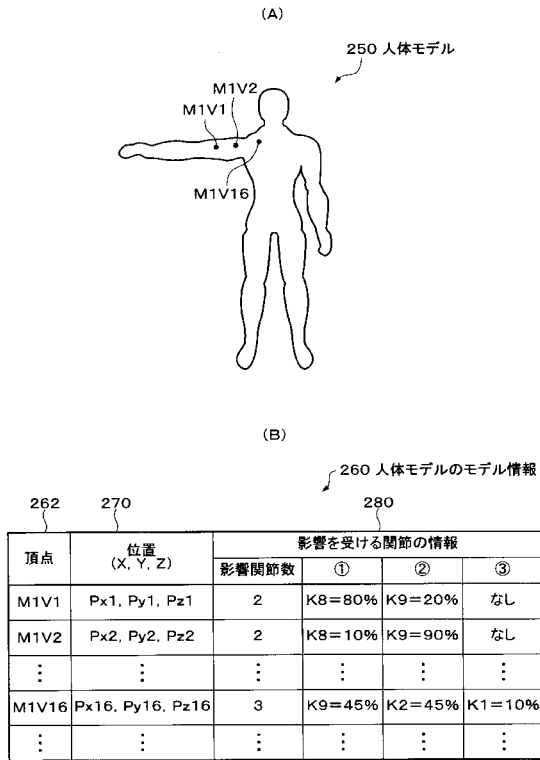 (A)
250 人体モデル
M1V2
M1V1
M1V16
(B)
260 人体モデルのモデル情報
262 270 280
頂点 位置 (X, Y, Z) 影響を受ける関節の情報
影響関節数 ① ② ③
M1V1 Px1, Py1, Pz1 2 K8=80% K9=20% なし
M1V2 Px2, Py2, Pz2 2 K8=10% K9=90% なし
⋮ ⋮ ⋮ ⋮ ⋮ ⋮
M1V16 Px16, Py16, Pz16 3 K9=45% K2=45% K1=10%
⋮ ⋮ ⋮ ⋮ ⋮ ⋮